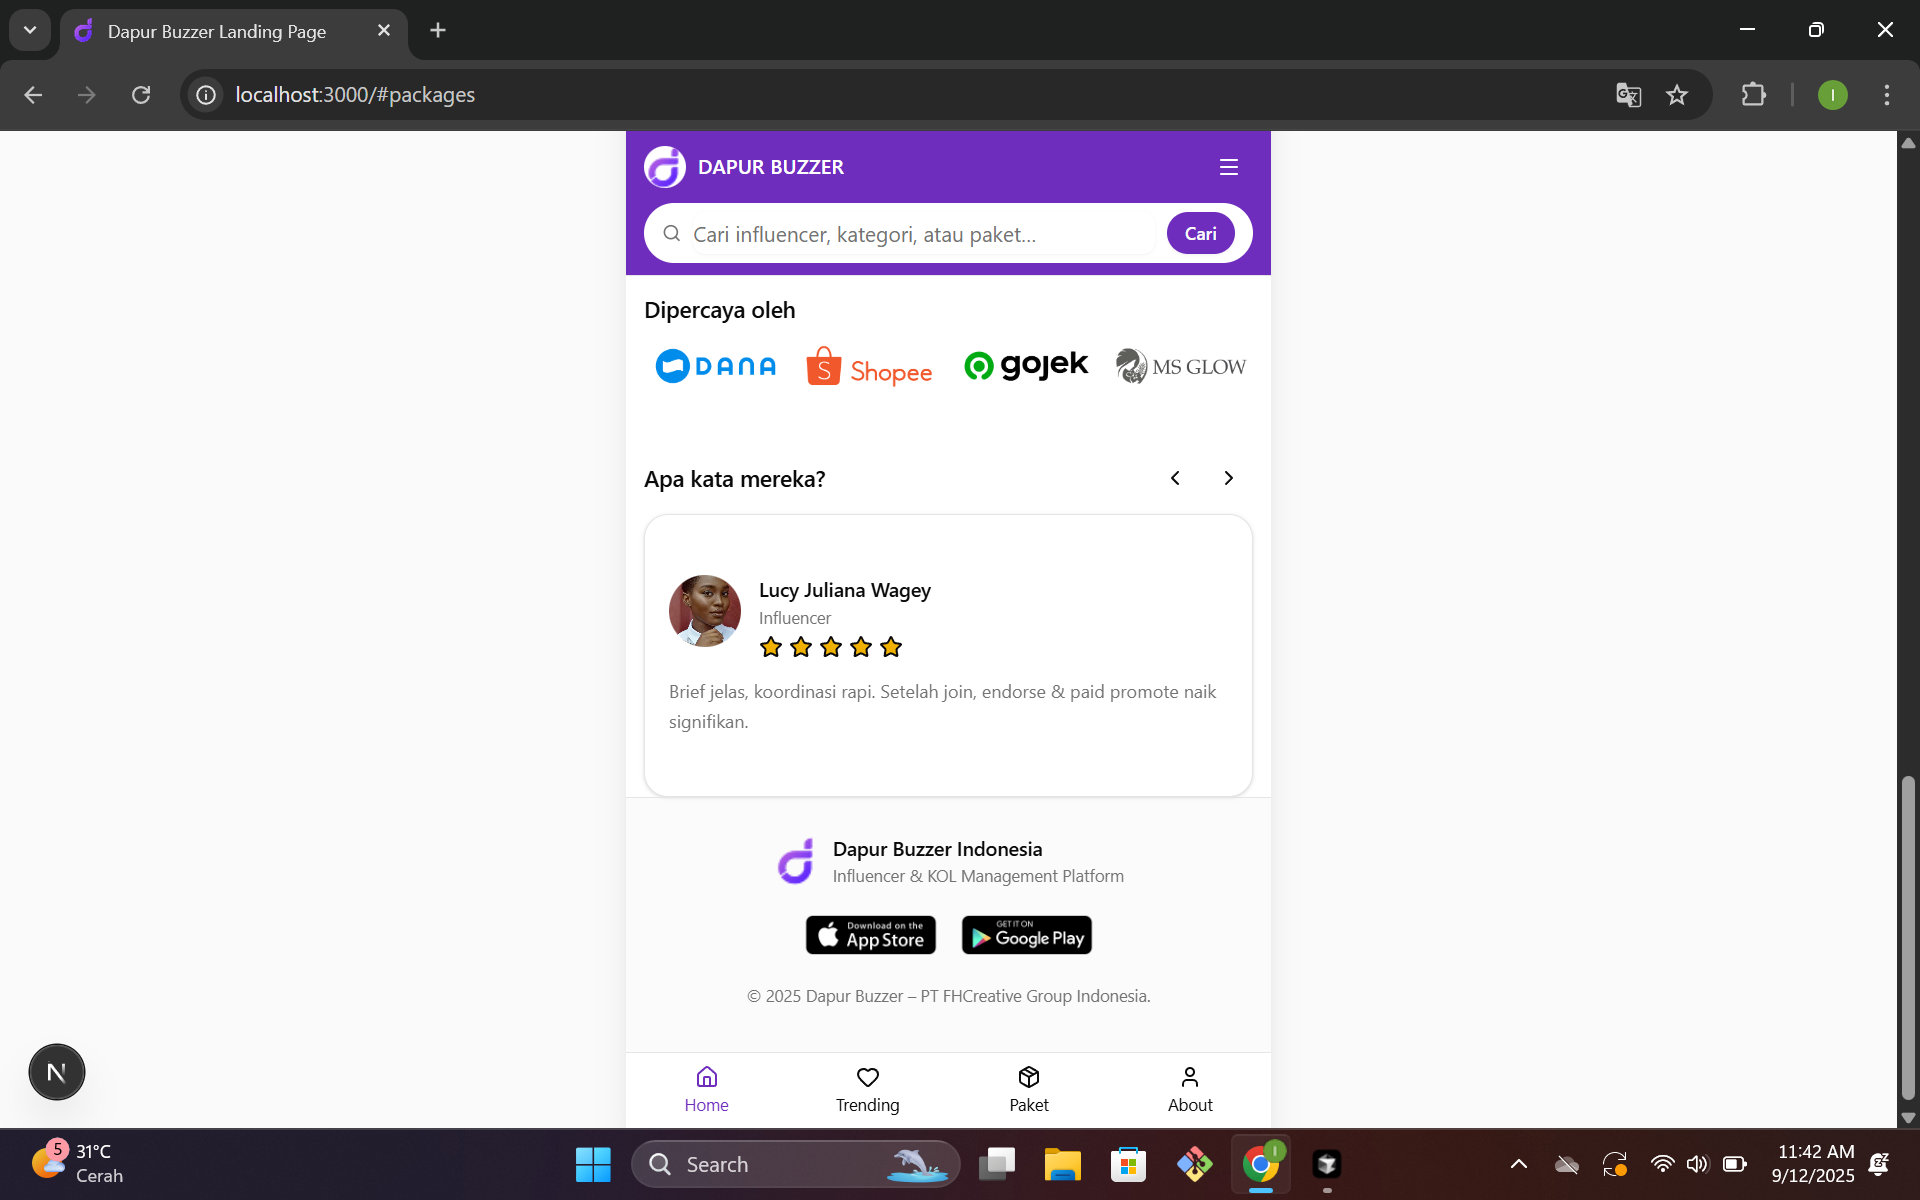 Dapur Buzzer Landing Page
localhost:3000/#packages
I
DAPUR BUZZER
Cari influencer, kategori, atau paket...
Cari
Dipercaya oleh
DANA
S Shopee
gojek
MS GLOW
Apa kata mereka?
Lucy Juliana Wagey
Influencer
Brief jelas, koordinasi rapi. Setelah join, endorse & paid promote naik
signifikan.
Dapur Buzzer Indonesia
Influencer & KOL Management Platform
Download on the
App Store
GET IT ON
Google Play
© 2025 Dapur Buzzer – PT FHCreative Group Indonesia.
N
Home
Trending
Paket
About
5
31°C
Cerah
Search
I
11:42 AM
9/12/2025